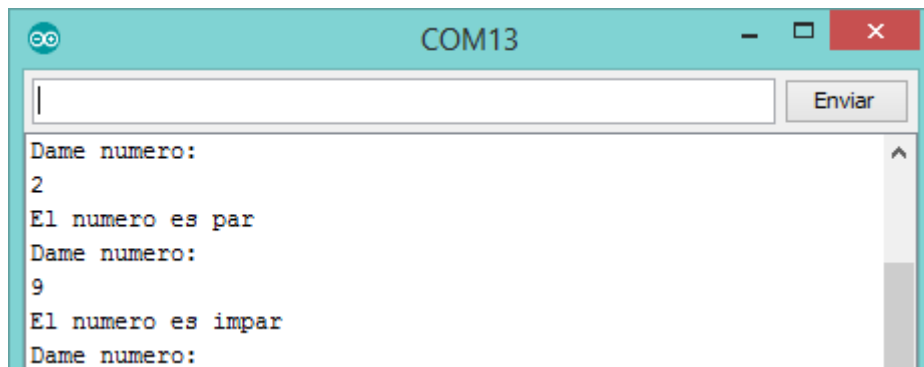 COM13
Enviar
Dame numero:
2
El numero es par
Dame numero:
9
El numero es impar
Dame numero: